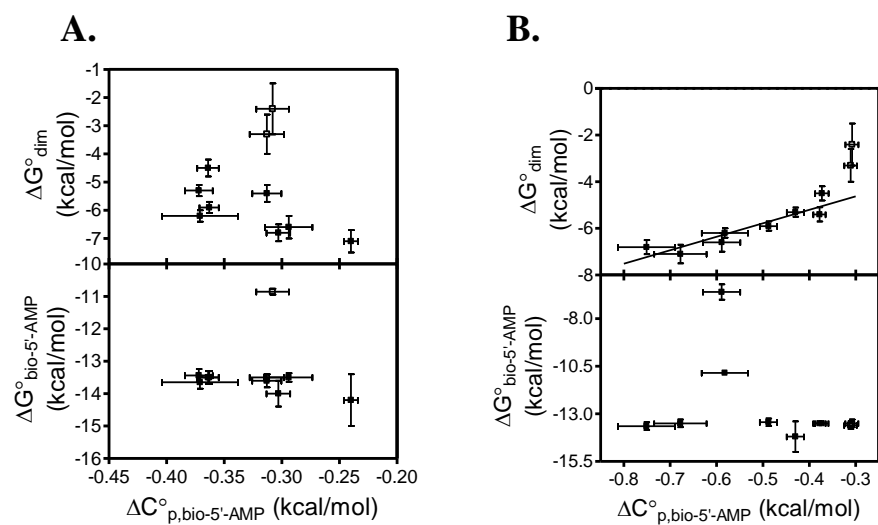 A.
B.
-1
-2
-3
-4
-5
-6
-7
-10
ΔG°dim
(kcal/mol)
-11
-12
-13
-14
-15
-16
ΔG°bio-5'-AMP
(kcal/mol)
-0.45 -0.40 -0.35 -0.30 -0.25 -0.20
ΔC°p,bio-5'-AMP (kcal/mol)
0
-2
-4
-6
-8
ΔG°dim
(kcal/mol)
-8.0
-10.5
-13.0
-15.5
ΔG°bio-5'-AMP
(kcal/mol)
-0.8 -0.7 -0.6 -0.5 -0.4 -0.3
ΔC°p,bio-5'-AMP (kcal/mol)